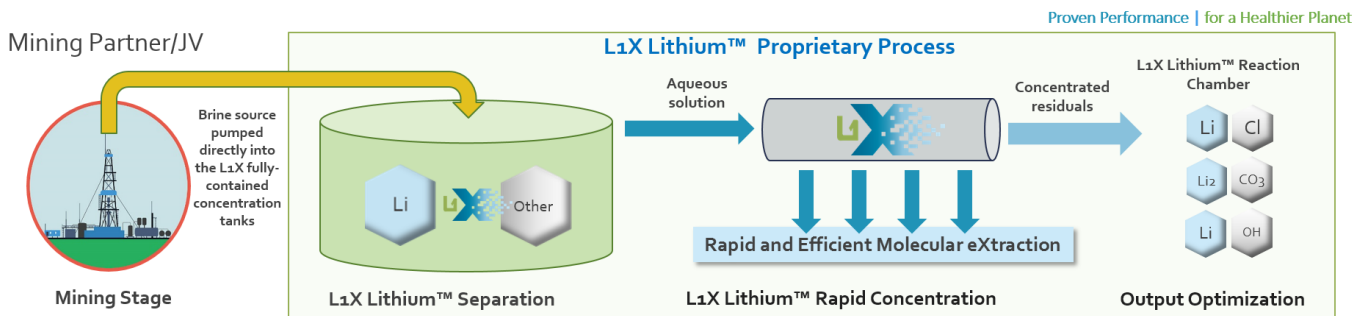 Proven Performance | for a Healthier Planet
Mining Partner/JV
L1X Lithium™ Proprietary Process
Brine source
pumped
directly into
the L1X fully-
contained
concentration
tanks
Mining Stage
Li
L1X
Other
L1X Lithium™ Separation
Aqueous
solution
L1X
Rapid and Efficient Molecular eXtraction
L1X Lithium™ Rapid Concentration
Concentrated
residuals
L1X Lithium™ Reaction
Chamber
Li Cl
Li2 CO3
Li OH
Output Optimization